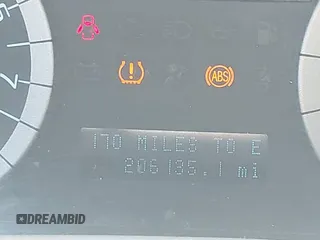 ABS
170 MILES TO E
206135.1 mi
DREAMBID